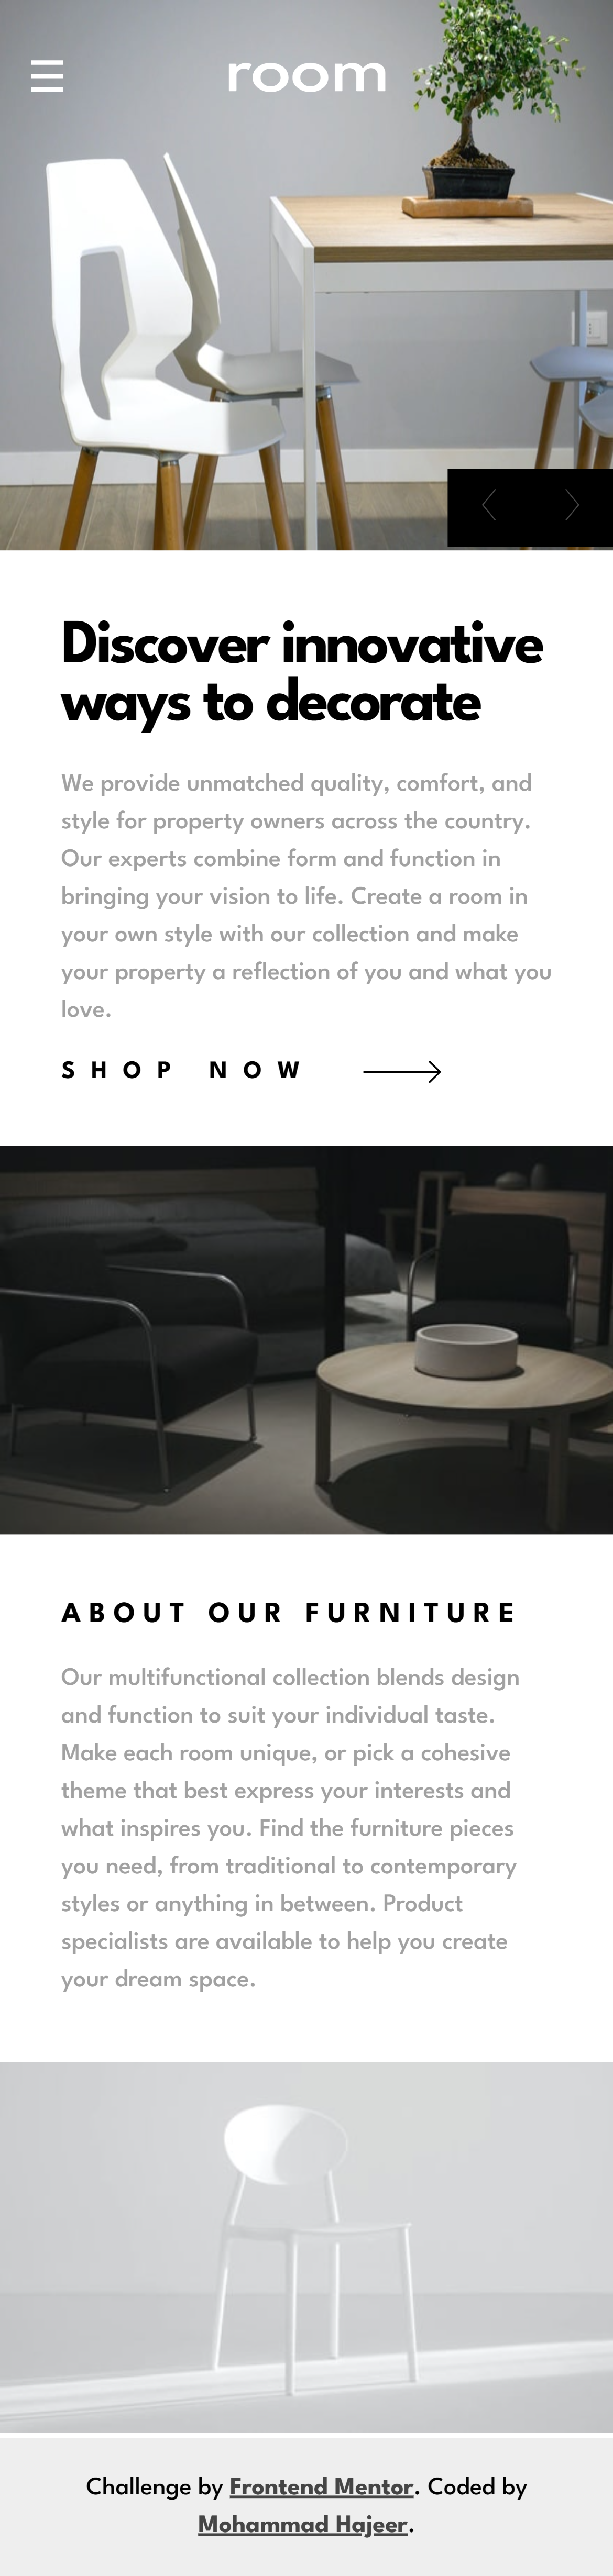 room
Discover innovative
ways to decorate
We provide unmatched quality, comfort, and
style for property owners across the country.
Our experts combine form and function in
bringing your vision to life. Create a room in
your own style with our collection and make
your property a reflection of you and what you
love.
SHOP NOW
ABOUT OUR FURNITURE
Our multifunctional collection blends design
and function to suit your individual taste.
Make each room unique, or pick a cohesive
theme that best express your interests and
what inspires you. Find the furniture pieces
you need, from traditional to contemporary
styles or anything in between. Product
specialists are available to help you create
your dream space.
Challenge by Frontend Mentor. Coded by
Mohammad Hajeer.